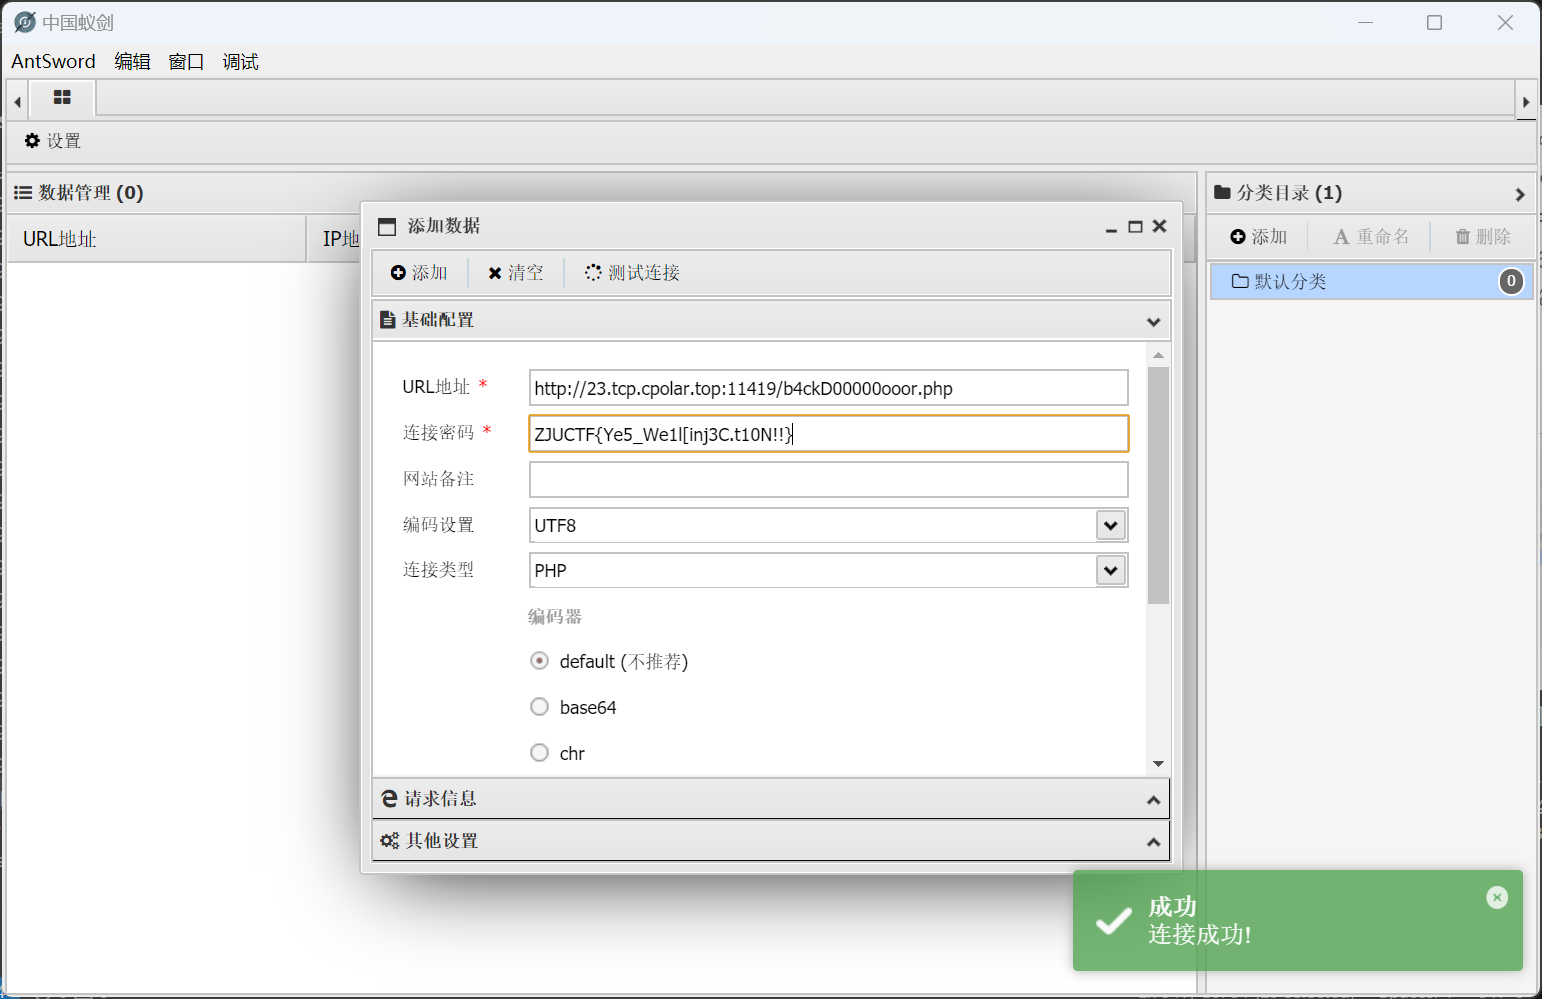 中国蚁剑
AntSword 编辑 窗口 调试
设置
数据管理 (0)
URL地址 IP地
添加数据
添加 清空 测试连接
基础配置
URL地址 * http://23.tcp.cpolar.top:11419/b4ckD00000ooor.php
连接密码 * ZJUCTF{Ye5_We1l[inj3C.t10N!!}
网站备注
编码设置 UTF8
连接类型 PHP
编码器
default (不推荐)
base64
chr
请求信息
其他设置
分类目录 (1)
添加 重命名 删除
默认分类 0
成功
连接成功!